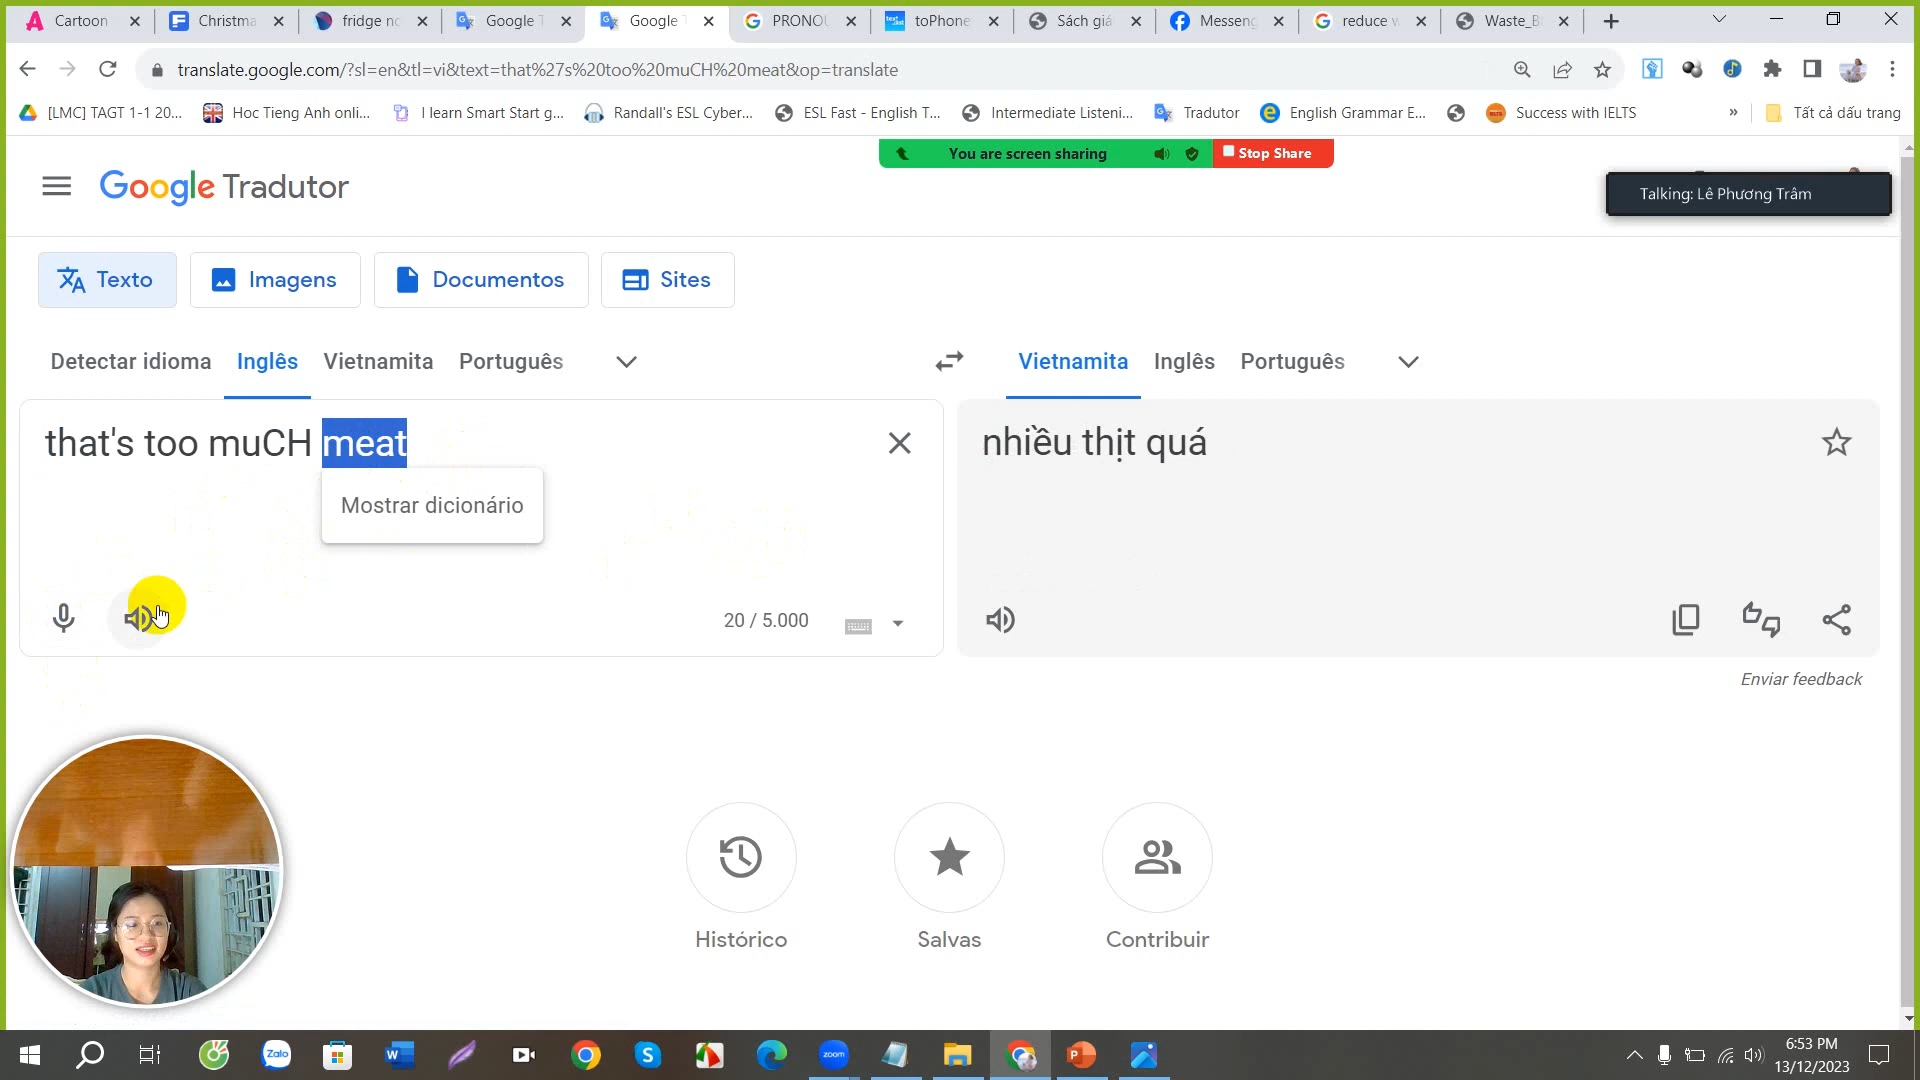 Cartoon
Christma
fridge no
Google T
Google T
PRONOU
toPhone
Sách giá
Messeng
reduce w
Waste_B
translate.google.com/?sl=en&tl=vi&text=that%27s%20too%20muCH%20meat&op=translate
[LMC] TAGT 1-1 20...
Hoc Tieng Anh onli...
I learn Smart Start g...
Randall's ESL Cyber...
ESL Fast - English T...
Intermediate Listeni...
Tradutor
English Grammar E...
Success with IELTS
»
Tất cả dấu trang
You are screen sharing
Stop Share
Google Tradutor
Talking: Lê Phương Trâm
Texto
Imagens
Documentos
Sites
Detectar idioma
Inglês
Vietnamita
Português
Vietnamita
Inglês
Português
that's too muCH meat
nhiều thịt quá
Mostrar dicionário
20 / 5.000
Enviar feedback
Histórico
Salvas
Contribuir
Zalo
zoom
6:53 PM
13/12/2023